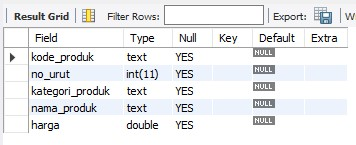 Result Grid Filter Rows: Export:
Field Type Null Key Default Extra
kode_produk text YES NULL
no_urut int(11) YES NULL
kategori_produk text YES NULL
nama_produk text YES NULL
harga double YES NULL